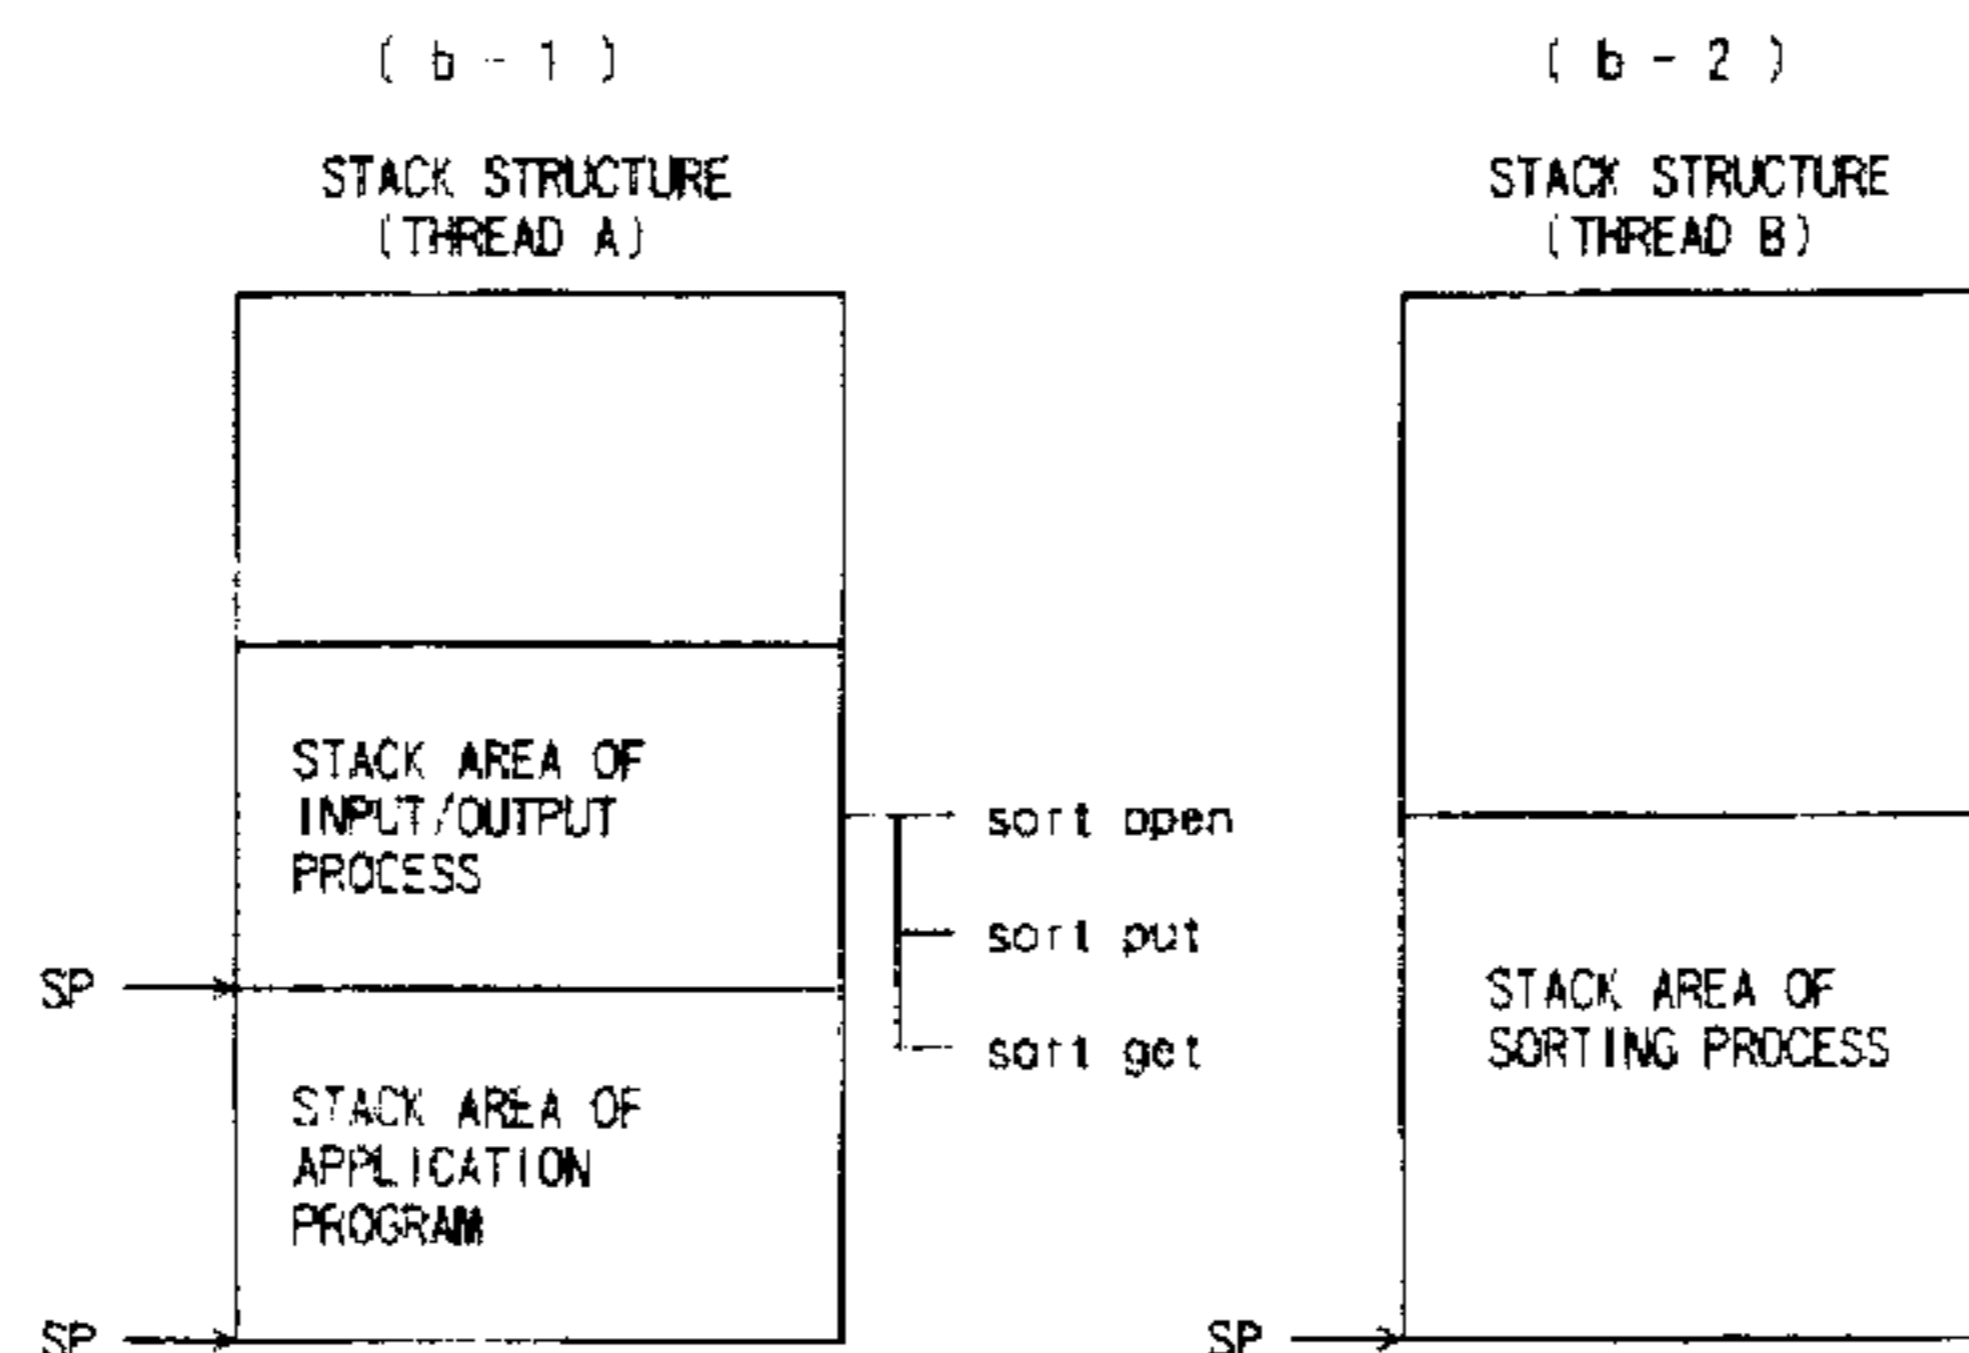 ( b - 1 )
STACK STRUCTURE
(THREAD A)
STACK AREA OF
INPUT/OUTPUT
PROCESS
sort open
sort put
sort get
SP
STACK AREA OF
APPLICATION
PROGRAM
SP
( b - 2 )
STACK STRUCTURE
(THREAD B)
STACK AREA OF
SORTING PROCESS
SP